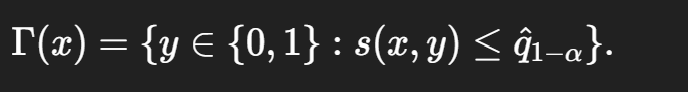 Γ(x) = {y ∈ {0, 1} : s(x, y) ≤ q̂₁₋α}.